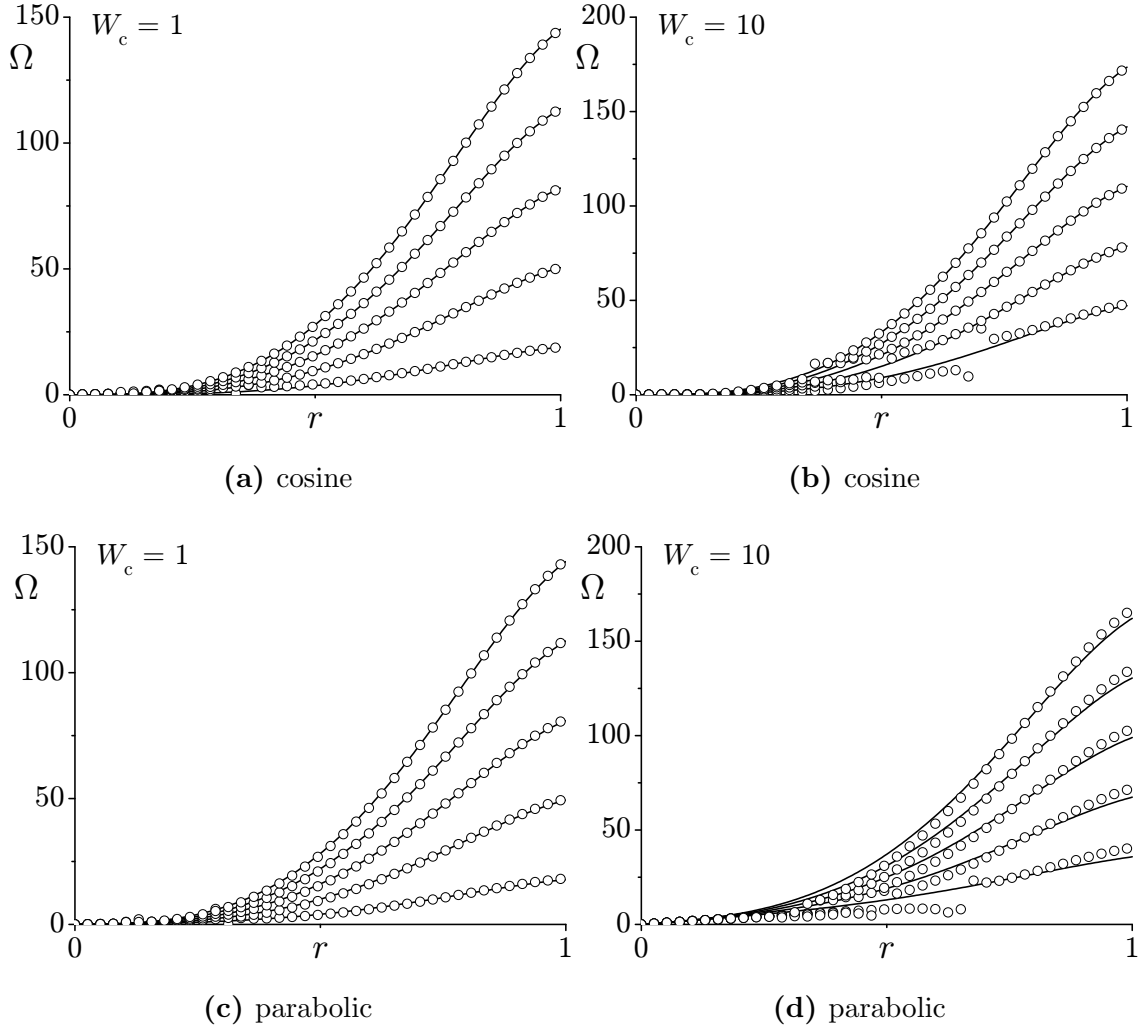 W_c = 1
Ω
150
100
50
0
0
r
1
(a) cosine
W_c = 10
Ω
200
150
100
50
0
0
r
1
(b) cosine
W_c = 1
Ω
150
100
50
0
0
r
1
(c) parabolic
W_c = 10
Ω
200
150
100
50
0
0
r
1
(d) parabolic